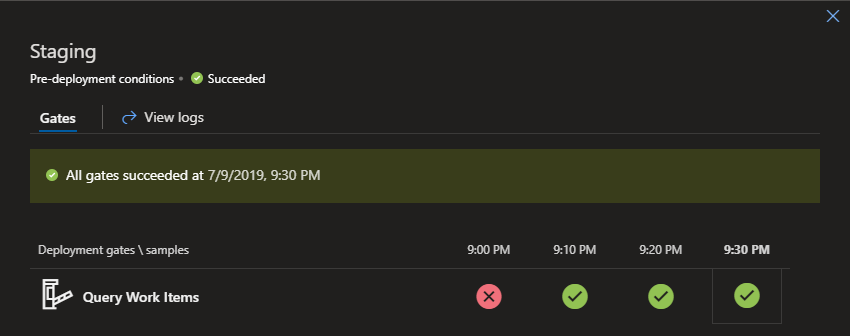 Staging
Pre-deployment conditions • Succeeded
Gates View logs
All gates succeeded at 7/9/2019, 9:30 PM
Deployment gates \ samples 9:00 PM 9:10 PM 9:20 PM 9:30 PM
Query Work Items